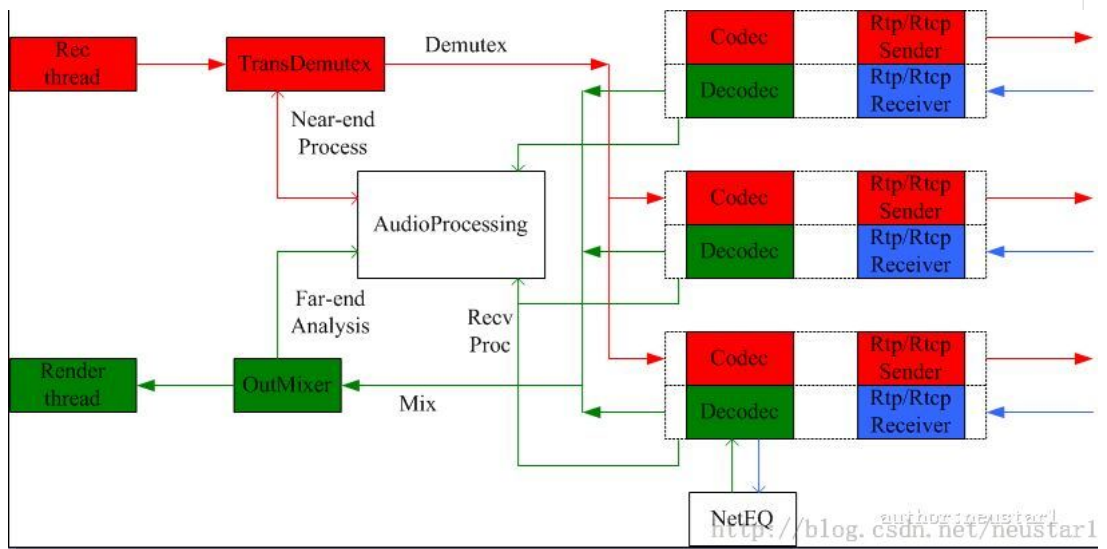 Rec
thread
TransDemutex
Demutex
Codec
Rtp/Rtcp
Sender
Decodec
Rtp/Rtcp
Receiver
Near-end
Process
AudioProcessing
Codec
Rtp/Rtcp
Sender
Decodec
Rtp/Rtcp
Receiver
Far-end
Analysis
Recv
Proc
Render
thread
OutMixer
Mix
Codec
Rtp/Rtcp
Sender
Decodec
Rtp/Rtcp
Receiver
NetEQ
author:neustar1
http://blog.csdn.net/neustar1